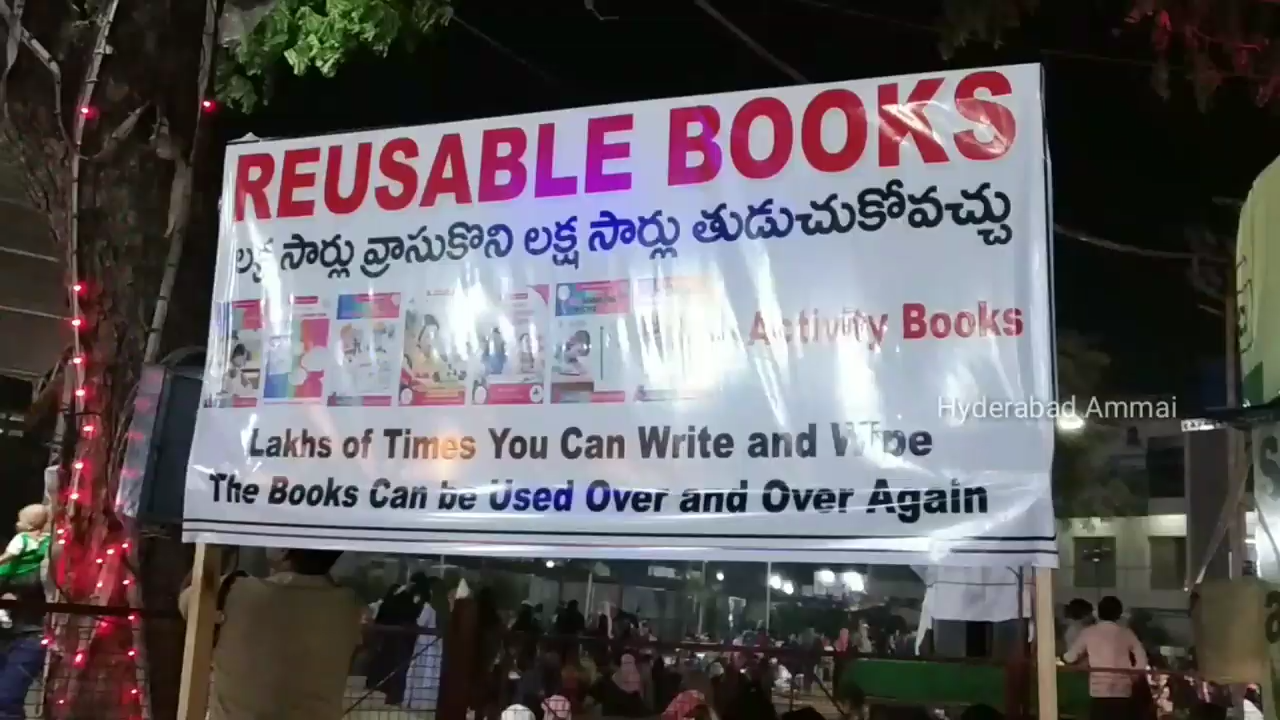 REUSABLE BOOKS
లక్ష సార్లు వ్రాసుకొని లక్ష సార్లు తుడుచుకోవచ్చు
Activity Books
Hyderabad Ammai
Lakhs of Times You Can Write and Wipe
The Books Can be Used Over and Over Again